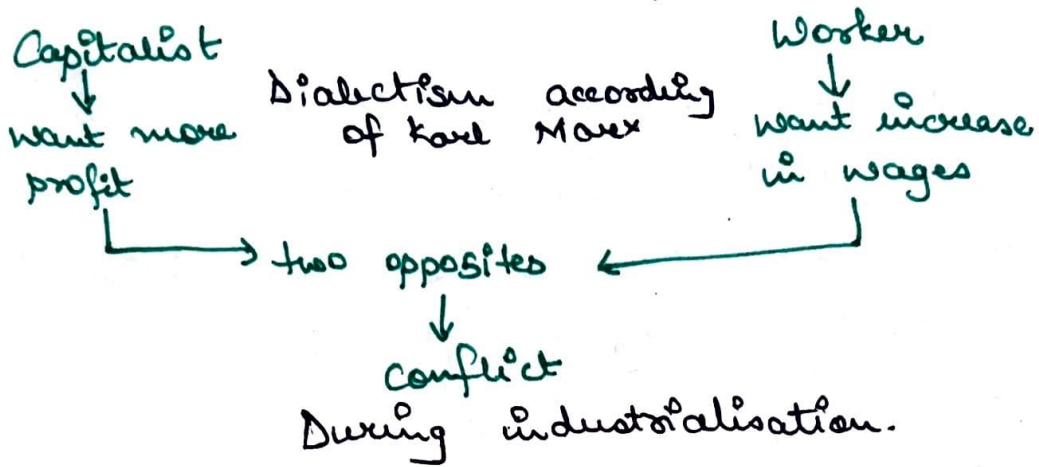 Capitalist
Worker
Dialectism according
of Karl Marx
want more
profit
want increase
in wages
two opposites
conflict
During industrialisation.